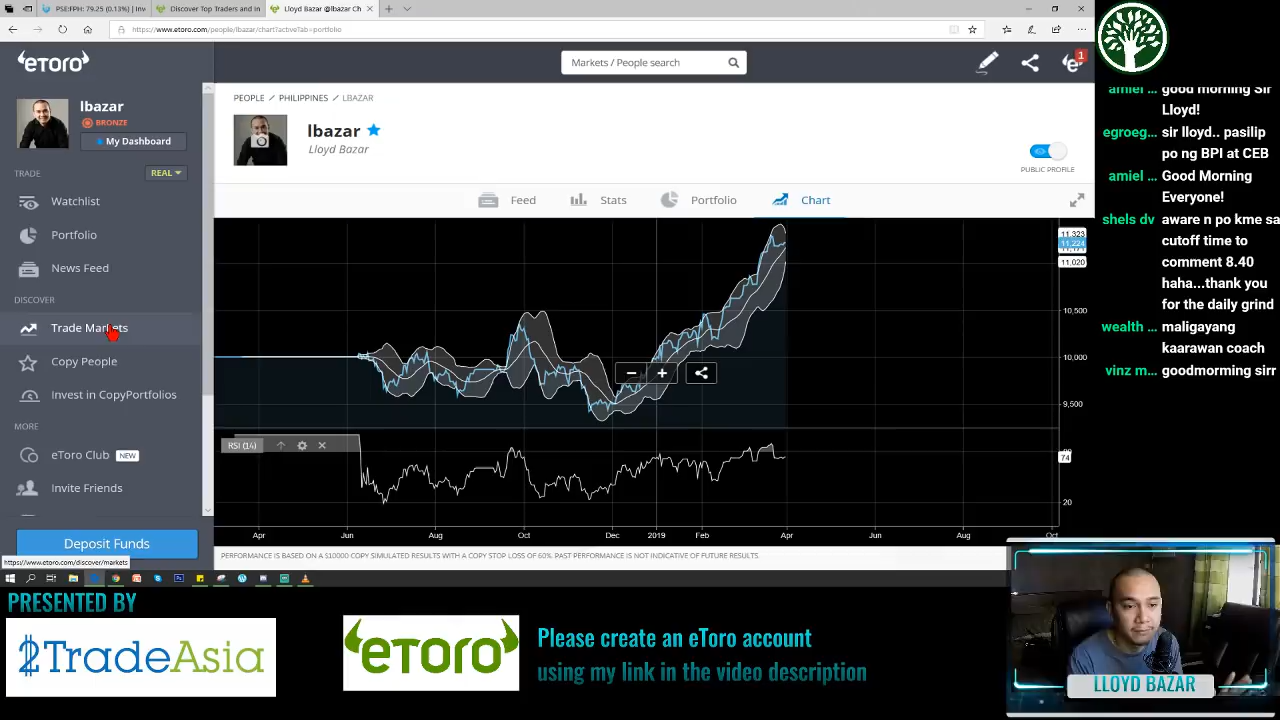 PSE:FPH: 79.25 (0.13%) | Inv
Discover Top Traders and In
Lloyd Bazar @lbazar Ch
https://www.etoro.com/people/lbazar/chart?activeTab=portfolio
eToro
Markets / People search
1
lbazar
BRONZE
My Dashboard
TRADE
REAL
Watchlist
Portfolio
News Feed
DISCOVER
Trade Markets
Copy People
Invest in CopyPortfolios
MORE
eToro Club NEW
Invite Friends
Deposit Funds
https://www.etoro.com/discover/markets
PEOPLE / PHILIPPINES / LBAZAR
lbazar
Lloyd Bazar
PUBLIC PROFILE
Feed
Stats
Portfolio
Chart
11,323
11,224
11,020
10,500
10,000
9,500
RSI (14)
74
20
Apr Jun Aug Oct Dec 2019 Feb Apr Jun Aug Oct
PERFORMANCE IS BASED ON A $10000 COPY SIMULATED RESULTS WITH A COPY STOP LOSS OF 60%. PAST PERFORMANCE IS NOT INDICATIVE OF FUTURE RESULTS.
amiel ... good morning Sir
Lloyd!
egroeg... sir lloyd.. pasilip
po ng BPI at CEB
amiel ... Good Morning
Everyone!
shels dv aware n po kme sa
cutoff time to
comment 8.40
haha...thank you
for the daily grind
wealth ... maligayang
kaarawan coach
vinz m... goodmorming sirr
PRESENTED BY
2TradeAsia
eToro
Please create an eToro account
using my link in the video description
LLOYD BAZAR